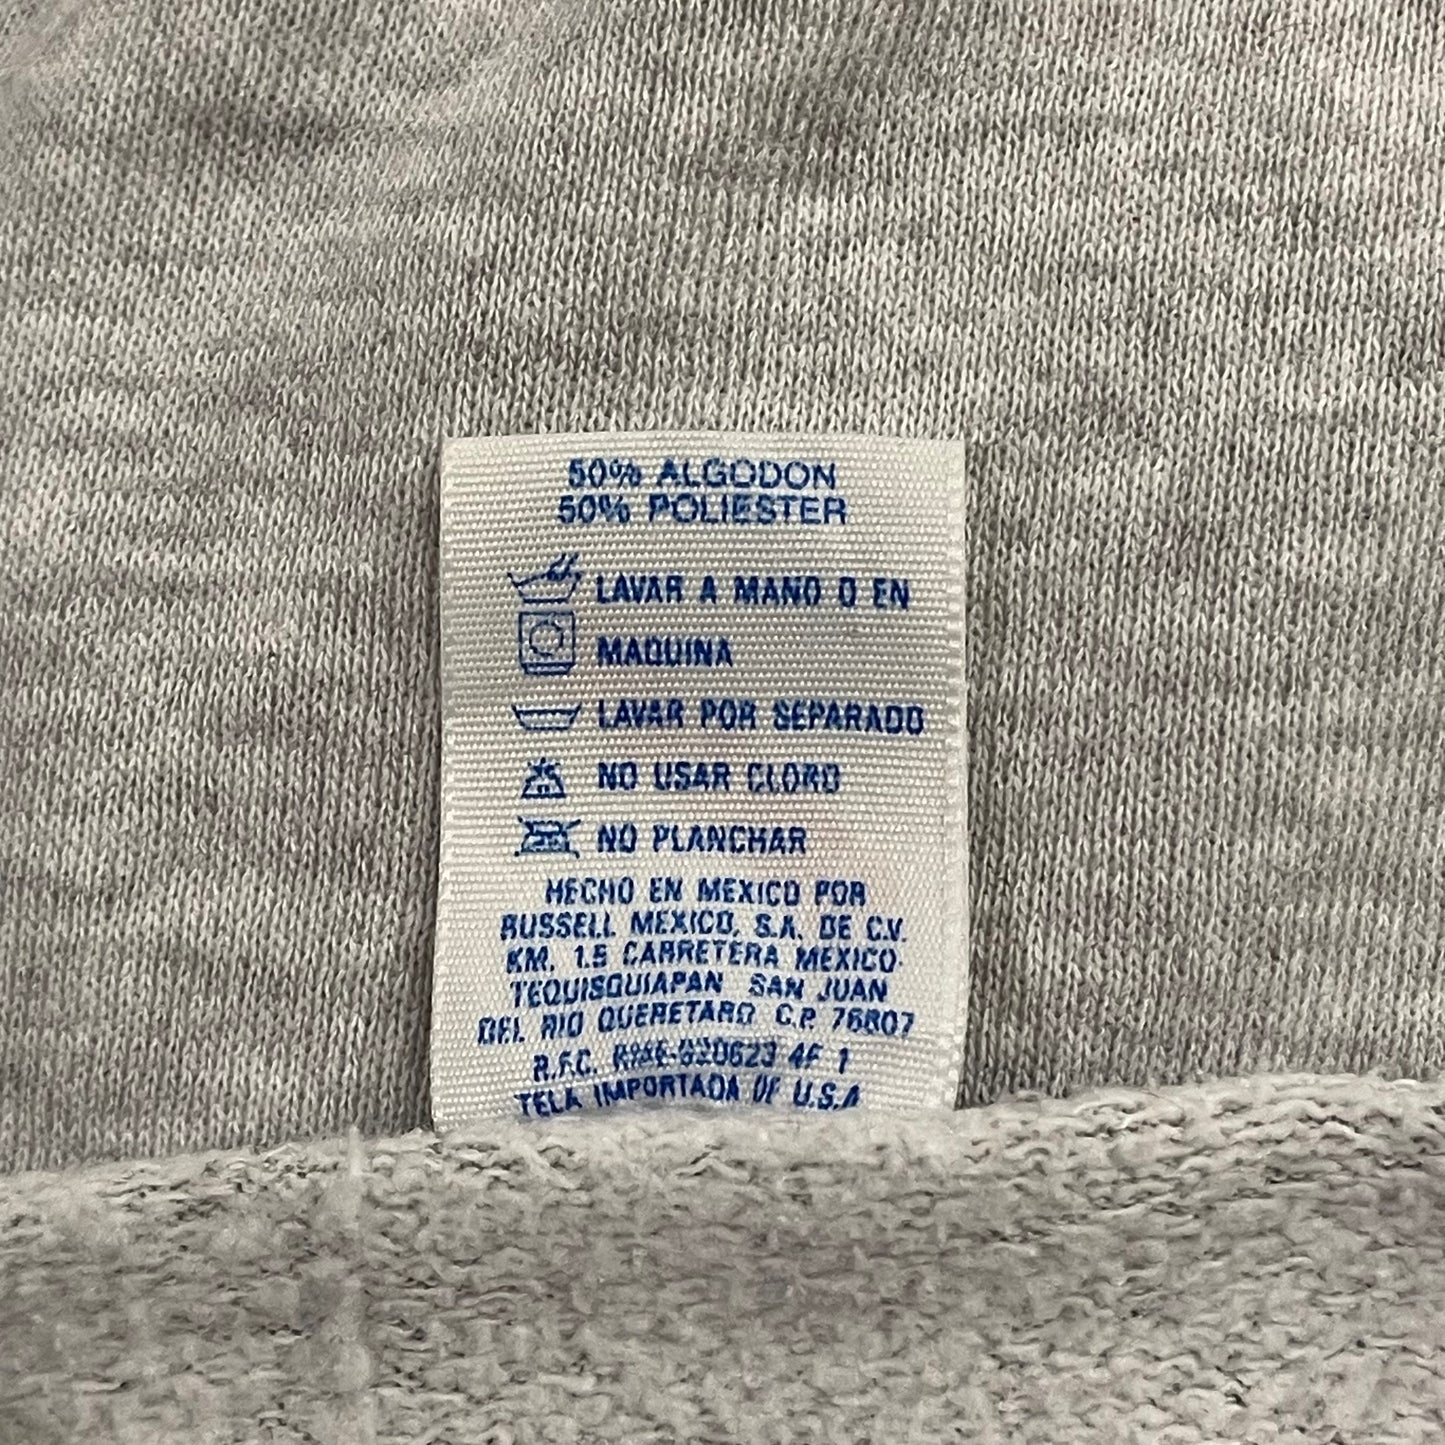 50% ALGODON
50% POLIESTER
LAVAR A MANO O EN
MAQUINA
LAVAR POR SEPARADO
NO USAR CLORO
NO PLANCHAR
HECHO EN MEXICO POR
RUSSELL MEXICO, S.A. DE C.V.
KM. 1.5 CARRETERA MEXICO-
TEQUISQUIAPAN SAN JUAN
DEL RIO QUERETARO C.P. 76807
R.F.C. 4F 1
TELA IMPORTADA DE U.S.A